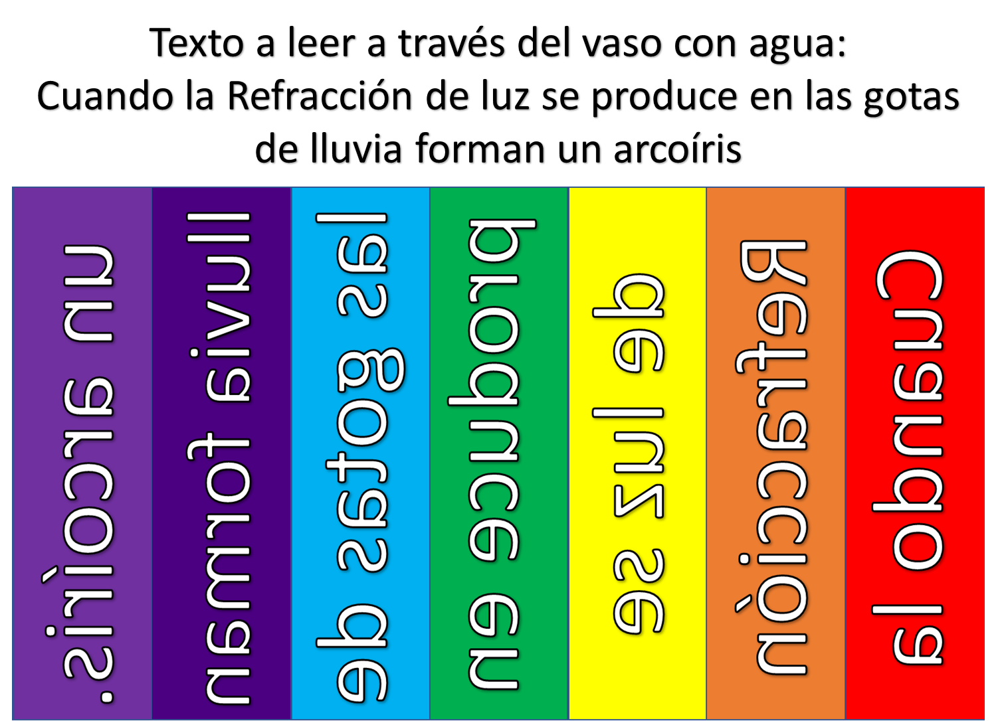 Texto a leer a través del vaso con agua:
Cuando la Refracción de luz se produce en las gotas
de lluvia forman un arcoíris
Cuando la
Refracción
de luz se
produce en
las gotas de
lluvia forman
un arcoíris.